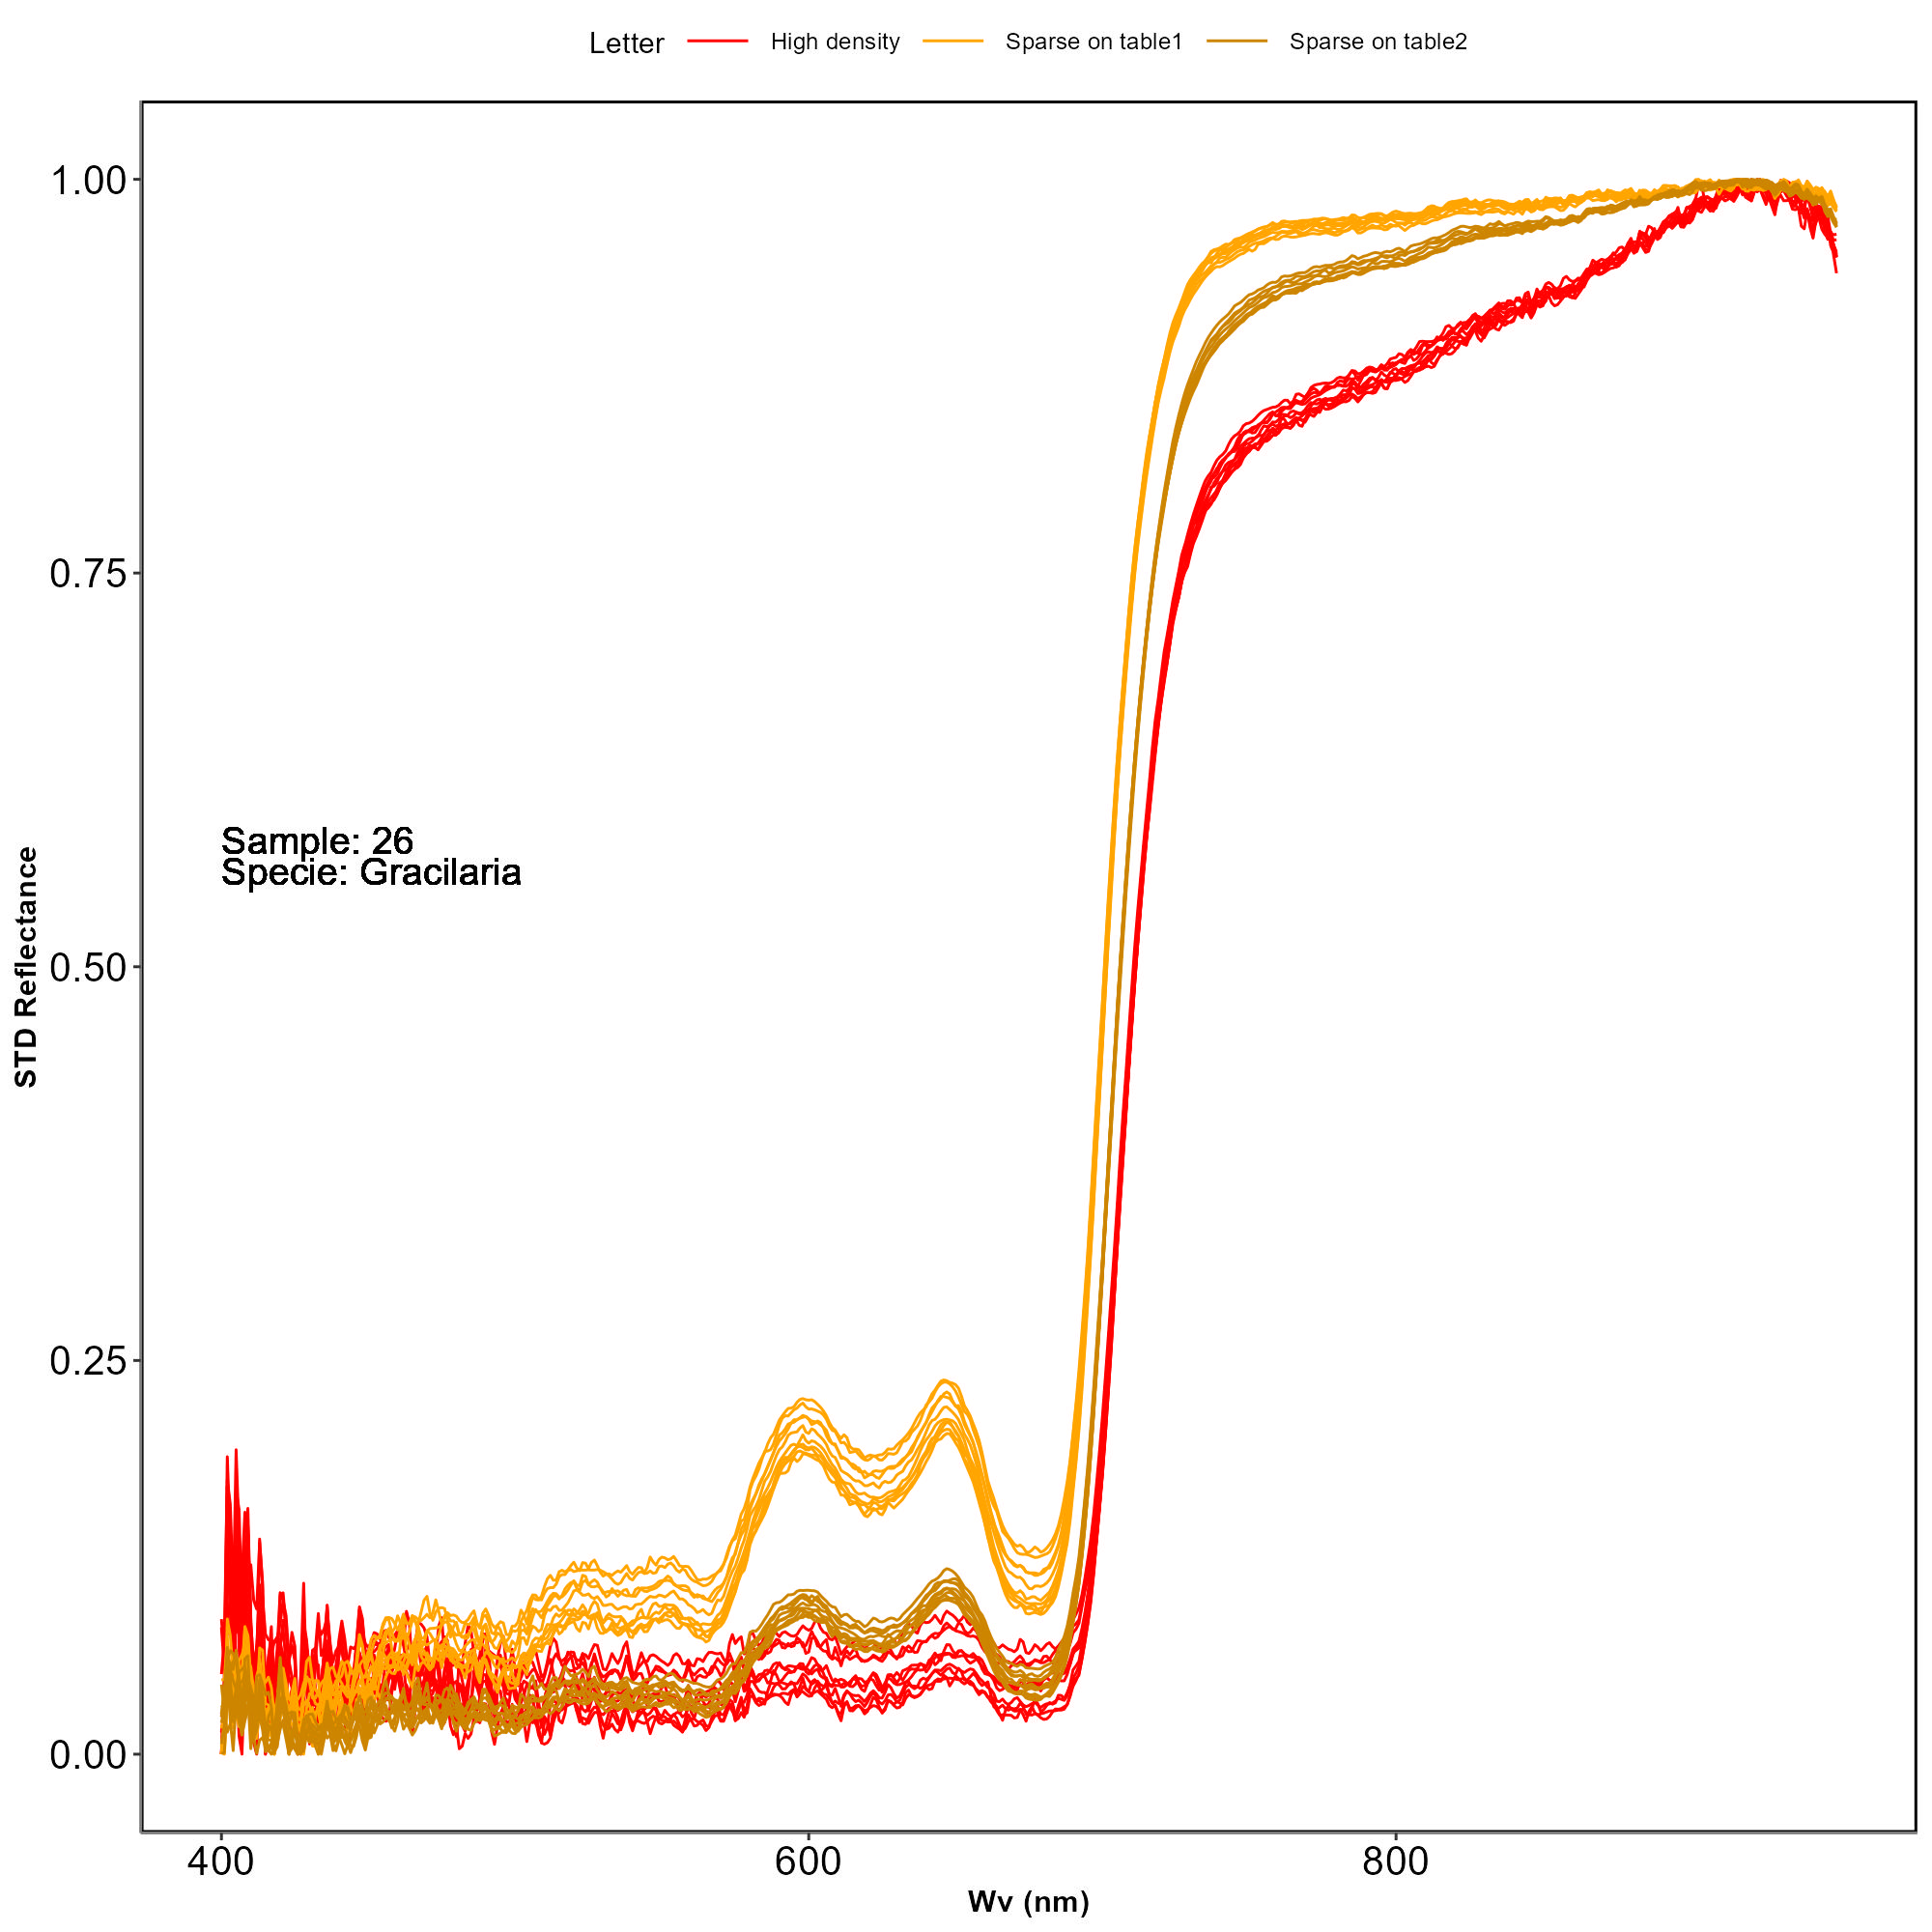 Letter High density Sparse on table1 Sparse on table2
1.00
0.75
0.50
0.25
0.00
STD Reflectance
Sample: 26
Specie: Gracilaria
400 600 800
Wv (nm)